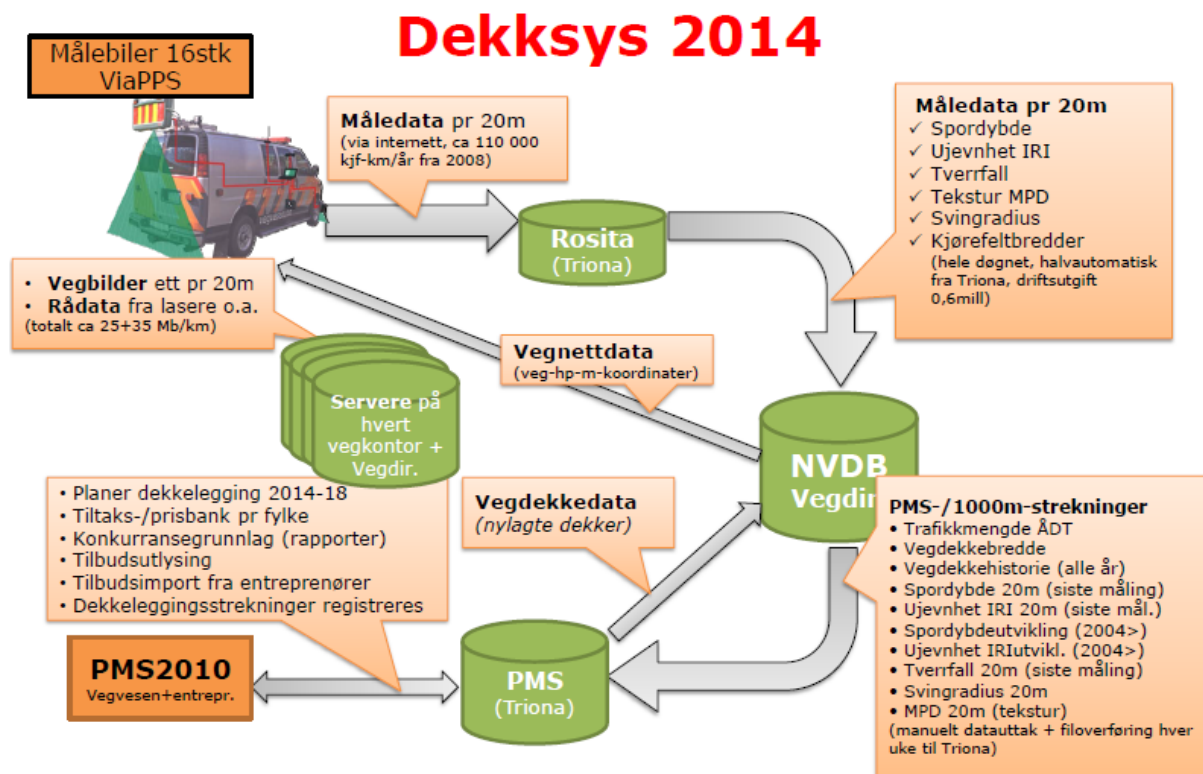 Dekksys 2014
Målebiler 16stk
ViaPPS
Måledata pr 20m
(via internett, ca 110 000
kjf-km/år fra 2008)
Måledata pr 20m
✓ Spordybde
✓ Ujevnhet IRI
✓ Tverrfall
✓ Tekstur MPD
✓ Svingradius
✓ Kjørefeltbredder
(hele døgnet, halvautomatisk
fra Triona, driftsutgift
0,6mill)
Rosita
(Triona)
• Vegbilder ett pr 20m
• Rådata fra lasere o.a.
(totalt ca 25+35 Mb/km)
Vegnettdata
(veg-hp-m-koordinater)
Servere på
hvert
vegkontor +
Vegdir.
NVDB
Vegdir
• Planer dekkelegging 2014-18
• Tiltaks-/prisbank pr fylke
• Konkurransegrunnlag (rapporter)
• Tilbudsutlysing
• Tilbudsimport fra entreprenører
• Dekkeleggingsstrekninger registreres
Vegdekkedata
(nylagte dekker)
PMS-/1000m-strekninger
• Trafikkmengde ÅDT
• Vegdekkebredde
• Vegdekkehistorie (alle år)
• Spordybde 20m (siste måling)
• Ujevnhet IRI 20m (siste mål.)
• Spordybdeutvikling (2004>)
• Ujevnhet IRIutvikl. (2004>)
• Tverrfall 20m (siste måling)
• Svingradius 20m
• MPD 20m (tekstur)
(manuelt datauttak + filoverføring hver
uke til Triona)
PMS2010
Vegvesen+entrepr.
PMS
(Triona)